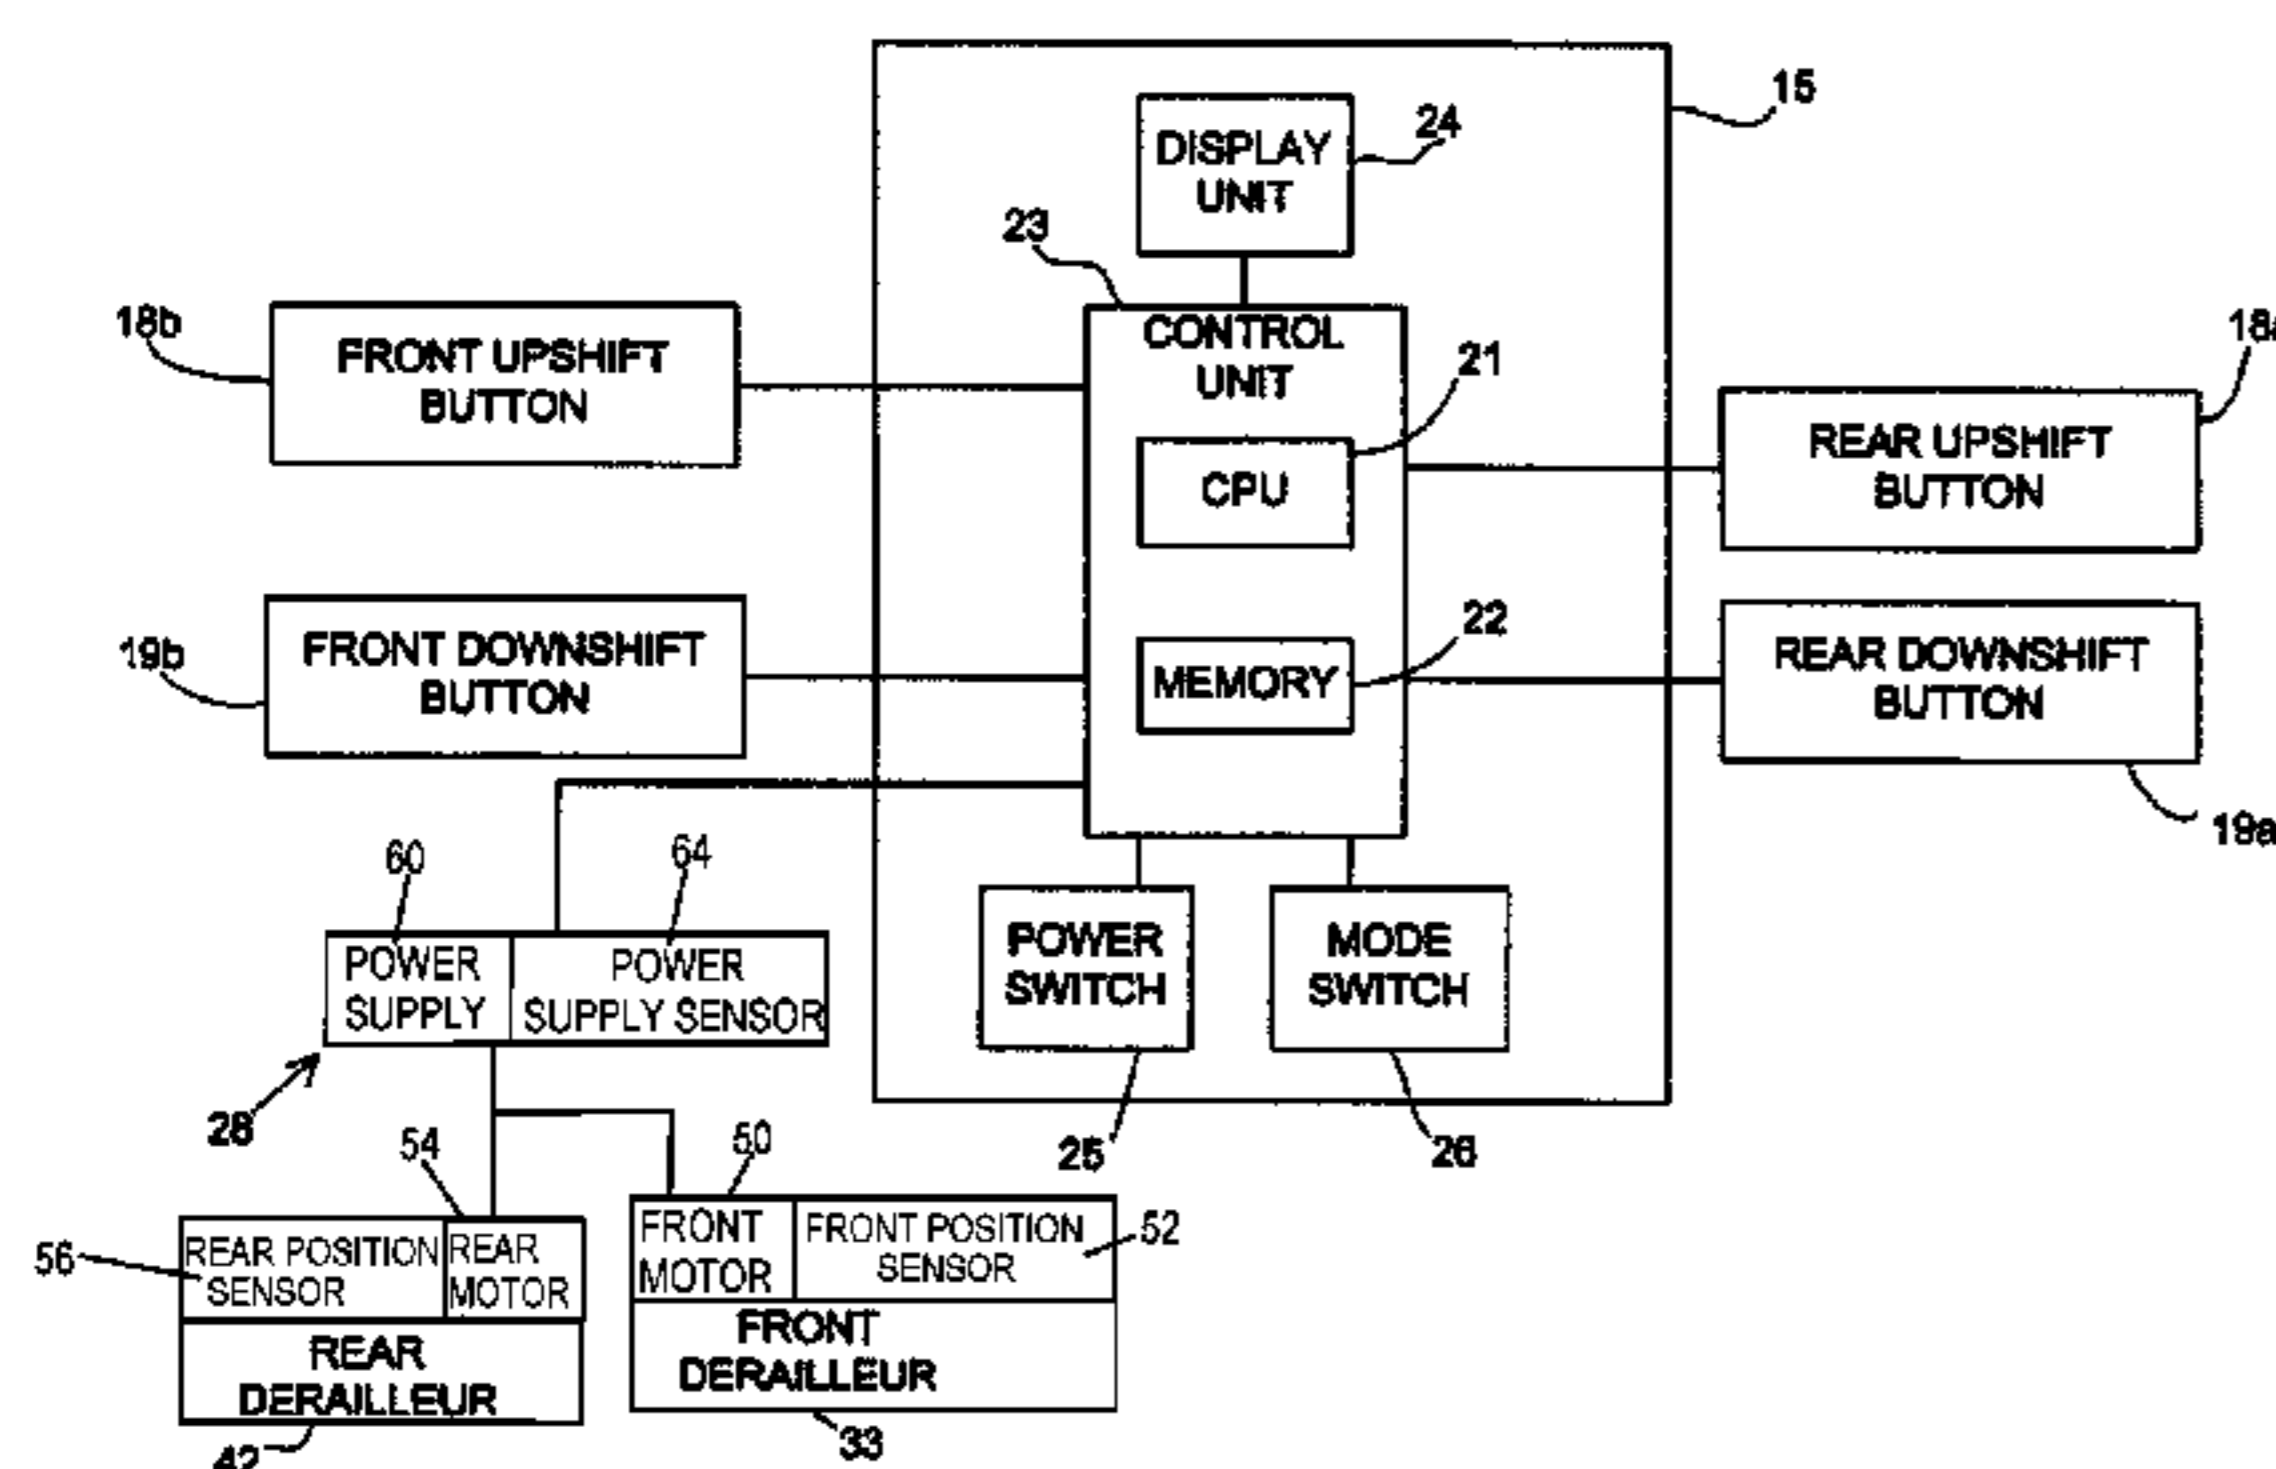 15
DISPLAY
UNIT
24
23
18b
FRONT UPSHIFT
BUTTON
CONTROL
UNIT
21
CPU
REAR UPSHIFT
BUTTON
19b
FRONT DOWNSHIFT
BUTTON
22
MEMORY
REAR DOWNSHIFT
BUTTON
19a
60
64
POWER
SUPPLY
POWER
SUPPLY SENSOR
POWER
SWITCH
MODE
SWITCH
28
25
26
54
50
56
REAR POSITION
SENSOR
REAR
MOTOR
FRONT
MOTOR
FRONT POSITION
SENSOR
52
REAR
DERAILLEUR
FRONT
DERAILLEUR
42
33